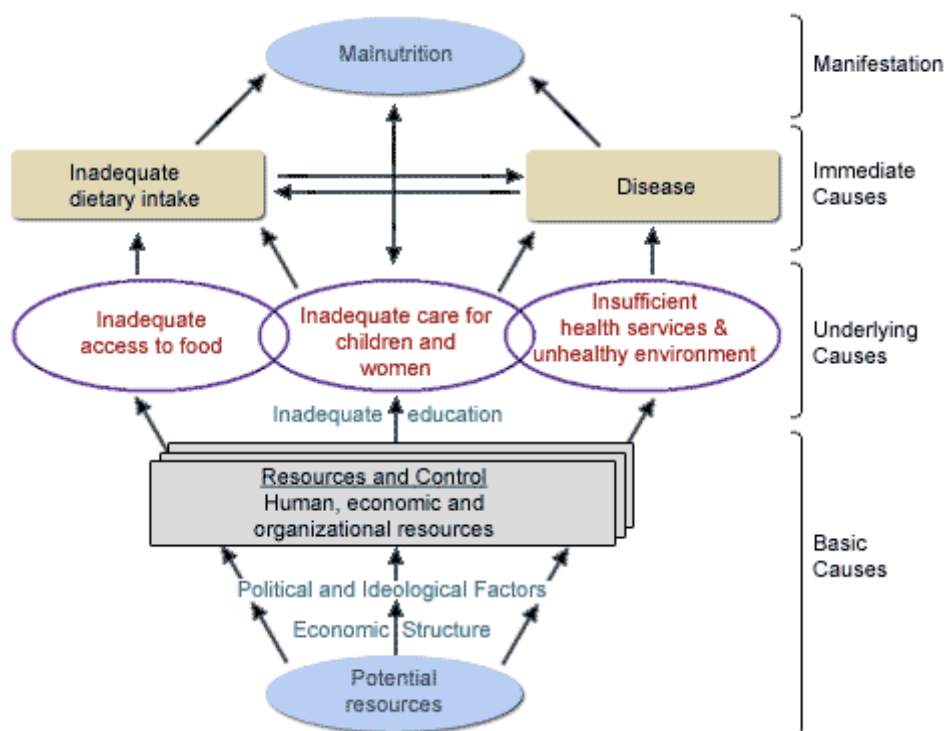 Malnutrition
Manifestation
Inadequate
dietary intake
Disease
Immediate
Causes
Inadequate
access to food
Inadequate care for
children and
women
Insufficient
health services &
unhealthy environment
Underlying
Causes
Inadequate education
Resources and Control
Human, economic and
organizational resources
Basic
Causes
Political and Ideological Factors
Economic Structure
Potential
resources